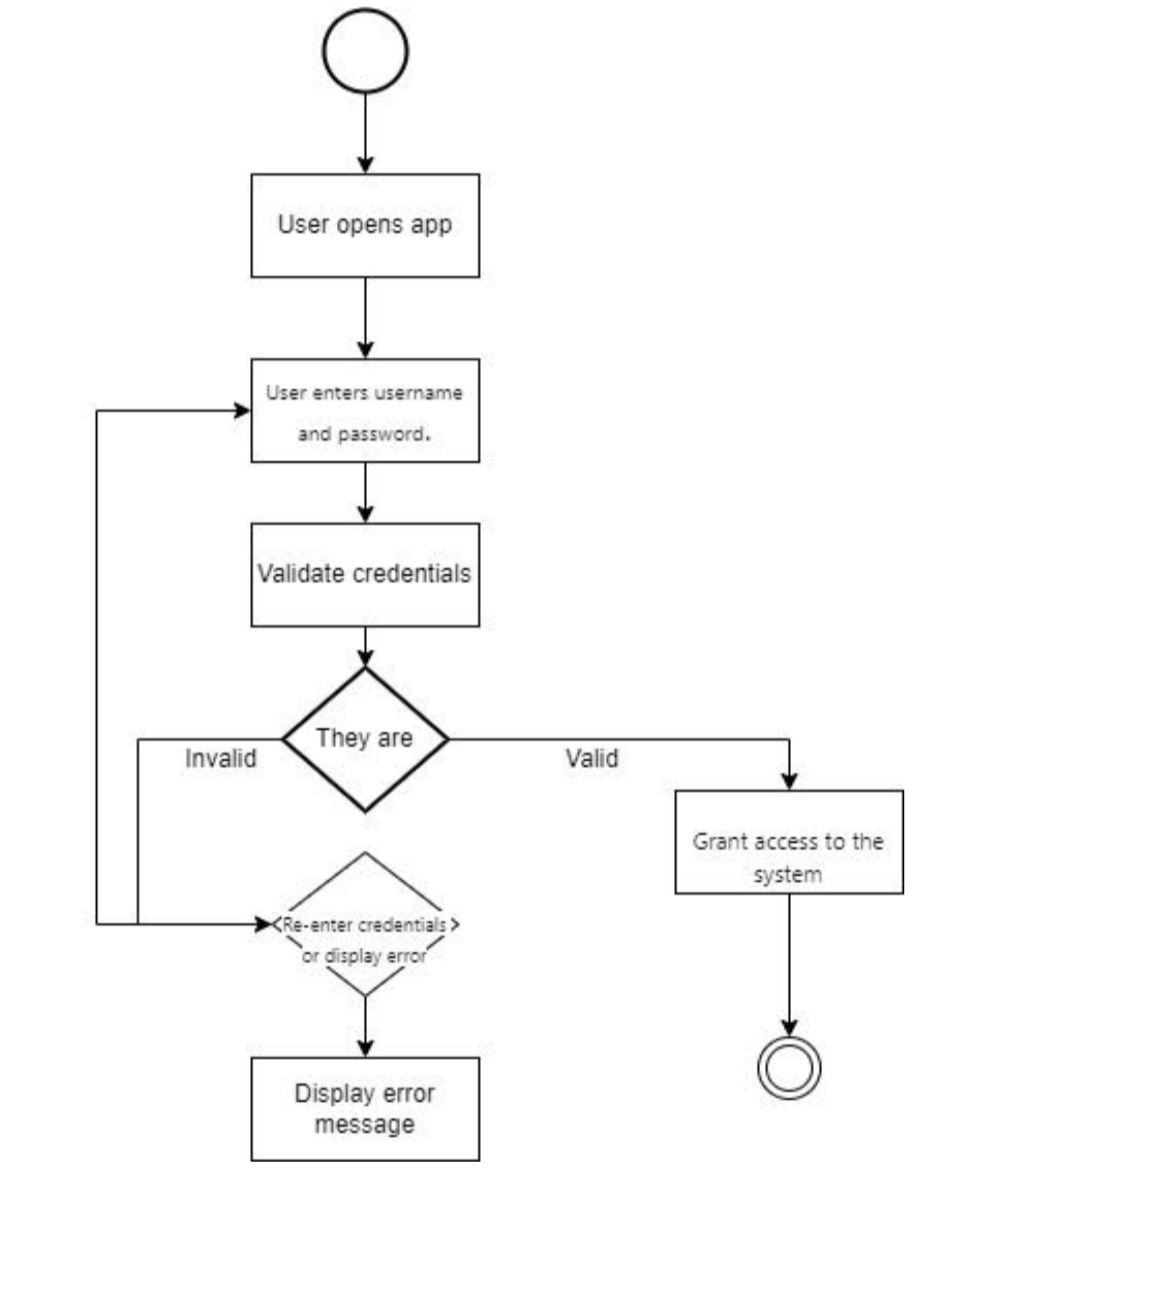 User opens app
User enters username
and password.
Validate credentials
They are
Invalid
Valid
Grant access to the
system
Re-enter credentials
or display error
Display error
message